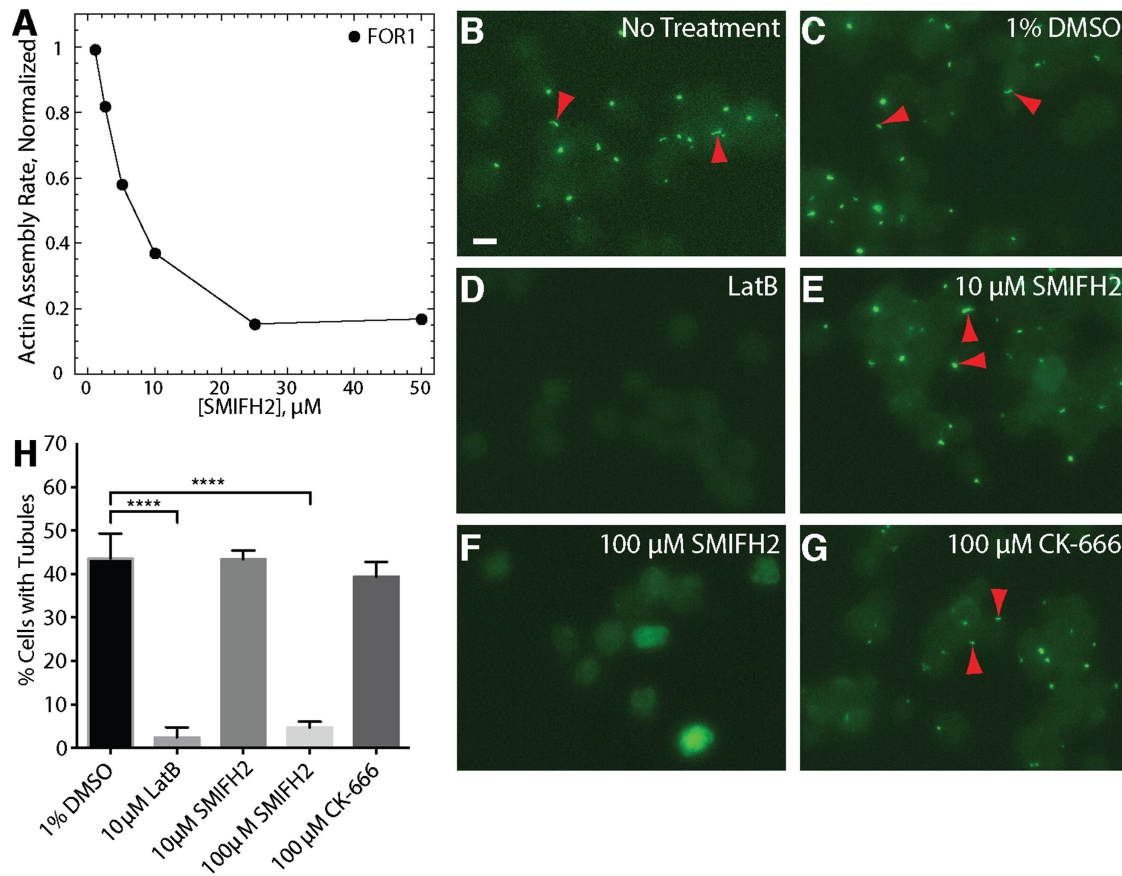 A
Actin Assembly Rate, Normalized
1
0.8
0.6
0.4
0.2
0
0
10
20
30
40
50
[SMIFH2], µM
FOR1
B
No Treatment
C
1% DMSO
D
LatB
E
10 µM SMIFH2
F
100 µM SMIFH2
G
100 µM CK-666
H
% Cells with Tubules
70
60
50
40
30
20
10
0
****
****
1% DMSO
10µM LatB
10µM SMIFH2
100µ M SMIFH2
100 µM CK-666